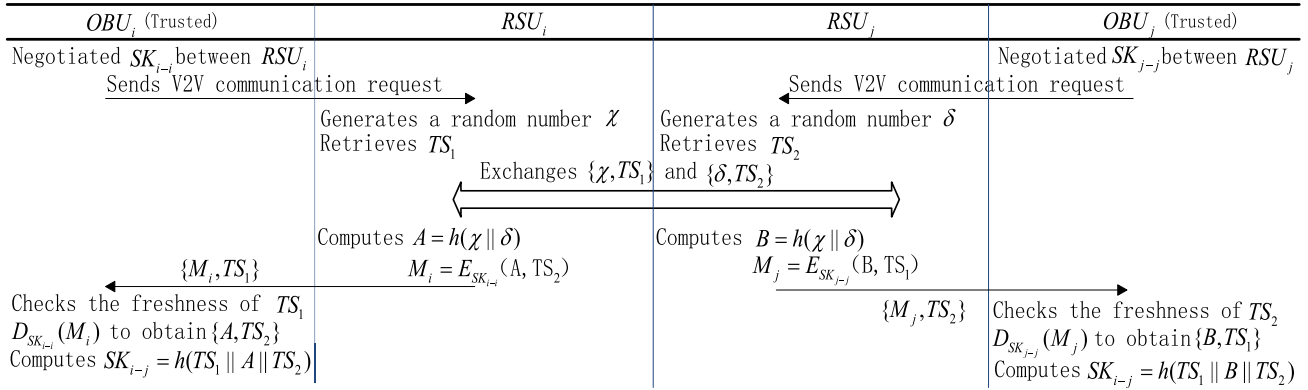 OBU_i (Trusted) RSU_i RSU_j OBU_j (Trusted)
Negotiated SK_{i-i} between RSU_i Negotiated SK_{j-j} between RSU_j
Sends V2V communication request Sends V2V communication request
Generates a random number χ Generates a random number δ
Retrieves TS_1 Retrieves TS_2
Exchanges {χ,TS_1} and {δ,TS_2}
Computes A = h(χ || δ) Computes B = h(χ || δ)
{M_i,TS_1} M_i = E_{SK_{i-i}}(A, TS_2) M_j = E_{SK_{j-j}}(B, TS_1)
Checks the freshness of TS_1 {M_j,TS_2} Checks the freshness of TS_2
D_{SK_{i-i}}(M_i) to obtain {A,TS_2} D_{SK_{j-j}}(M_j) to obtain {B,TS_1}
Computes SK_{i-j} = h(TS_1 || A || TS_2) Computes SK_{i-j} = h(TS_1 || B || TS_2)